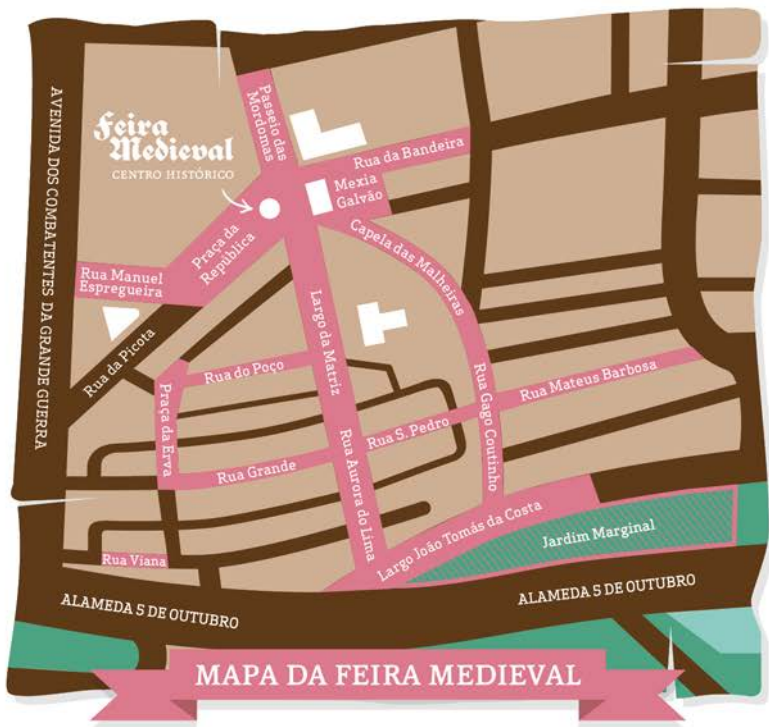 Passeio das
Mordomas
Feira
Medieval
CENTRO HISTÓRICO
Rua da Bandeira
Mexia
Galvão
AVENIDA DOS COMBATENTES DA GRANDE GUERRA
Praça da
República
Capela das Malheiras
Rua Manuel
Espregueira
Largo da Matriz
Rua da Picota
Rua do Poço
Praça da Erva
Rua Gago Coutinho
Rua Mateus Barbosa
Rua S. Pedro
Rua Grande
Rua Aurora do Lima
Largo João Tomás da Costa
Jardim Marginal
Rua Viana
ALAMEDA 5 DE OUTUBRO
ALAMEDA 5 DE OUTUBRO
MAPA DA FEIRA MEDIEVAL